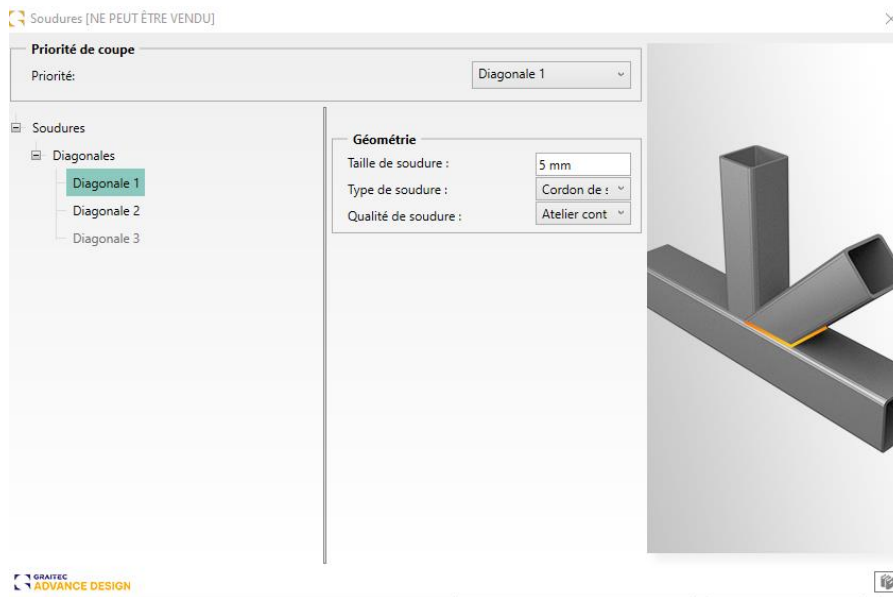 Soudures [NE PEUT ÊTRE VENDU]
Priorité de coupe
Priorité: Diagonale 1
Soudures
Diagonales
Diagonale 1
Diagonale 2
Diagonale 3
Géométrie
Taille de soudure : 5 mm
Type de soudure : Cordon de s
Qualité de soudure : Atelier cont
GRAITEC
ADVANCE DESIGN